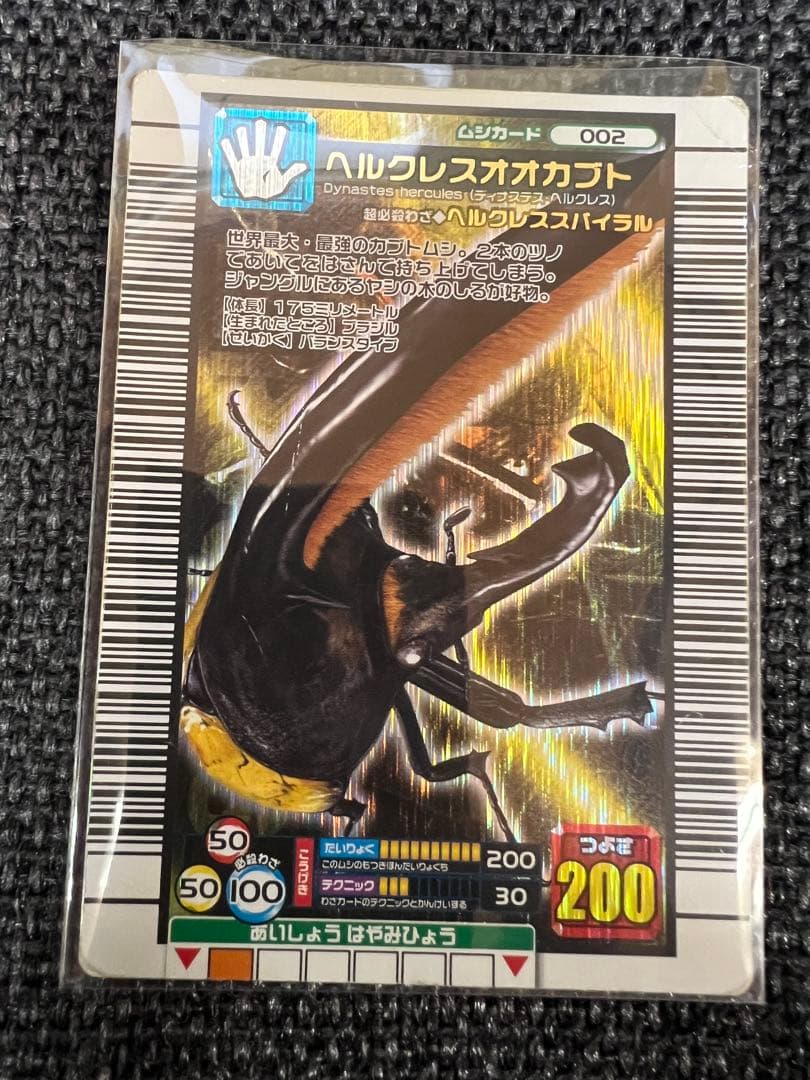 ムシカード 002
ヘルクレスオオカブト
Dynastes hercules (ディナステス ヘルクレス)
超必殺わざ◆ヘルクレススパイラル
世界最大・最強のカブトムシ。2本のツノ
であいてをはさんで持ち上げてしまう。
ジャングルにあるヤシの木のしるが好物。
【体長】175ミリメートル
【生まれたところ】ブラジル
【せいかく】バランスタイプ
50
必殺わざ
50
100
こうげき
たいりょく 200
このムシのもつきほんたいりょくち
テクニック 30
わざカードのテクニックとかんけいする
つよさ
200
あいしょうはやみひょう